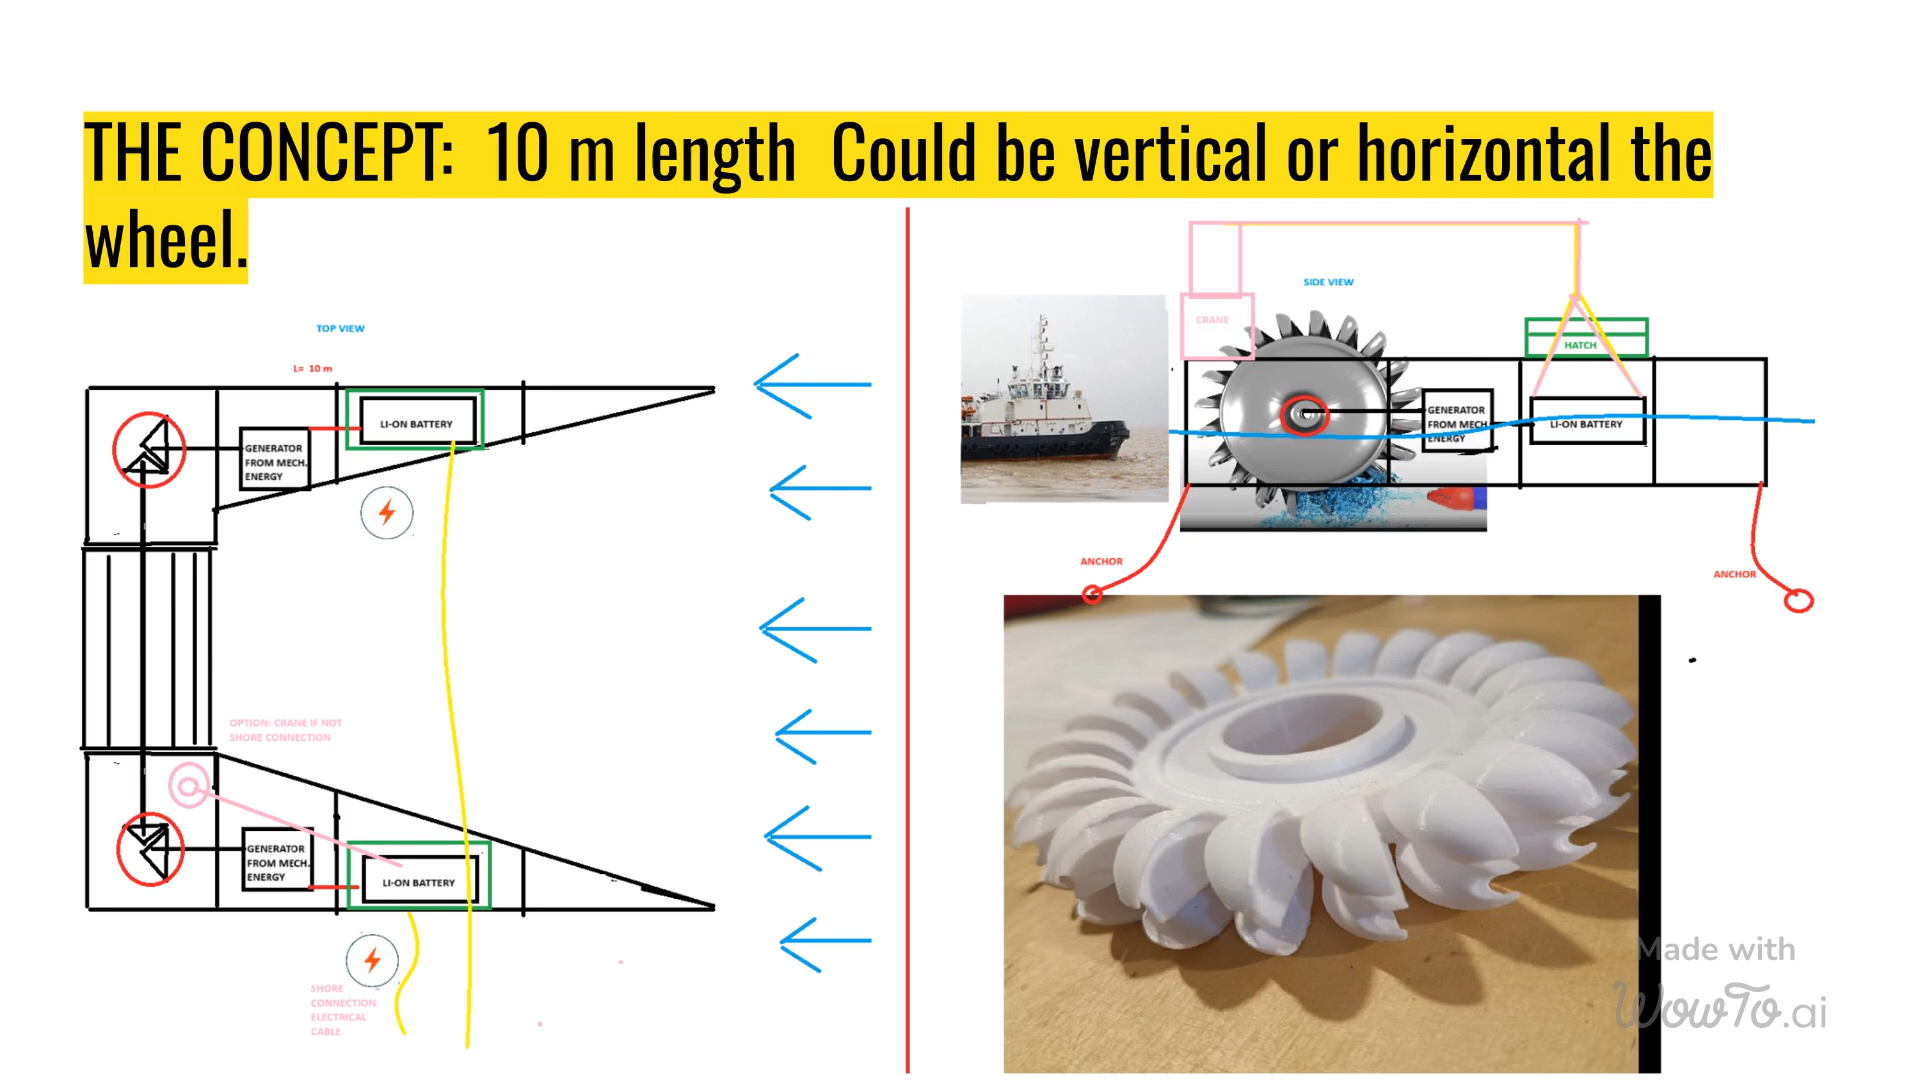 THE CONCEPT:  10 m length  Could be vertical or horizontal the
wheel.
TOP VIEW
L= 10 m
LI-ON BATTERY
GENERATOR
FROM MECH.
ENERGY
OPTION: CRANE IF NOT
SHORE CONNECTION
GENERATOR
FROM MECH.
ENERGY
LI-ON BATTERY
SHORE
CONNECTION
ELECTRICAL
CABLE
SIDE VIEW
CRANE
HATCH
GENERATOR
FROM MECH.
ENERGY
LI-ON BATTERY
ANCHOR
ANCHOR
Made with
WowTo.ai